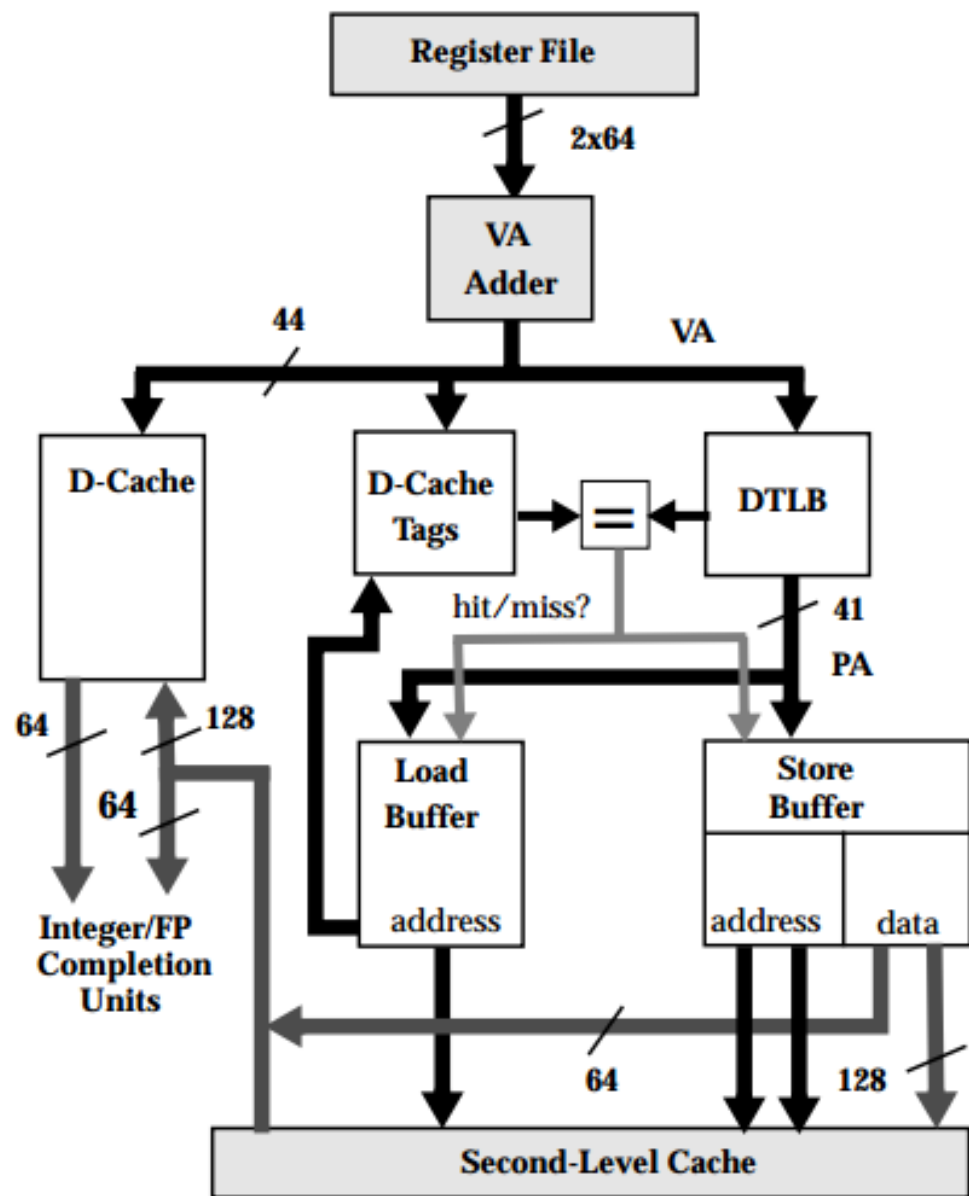 Register File
2x64
VA
Adder
44
VA
D-Cache
D-Cache
Tags
=
DTLB
hit/miss?
41
PA
64
128
64
Load
Buffer
address
Store
Buffer
address
data
Integer/FP
Completion
Units
64
128
Second-Level Cache